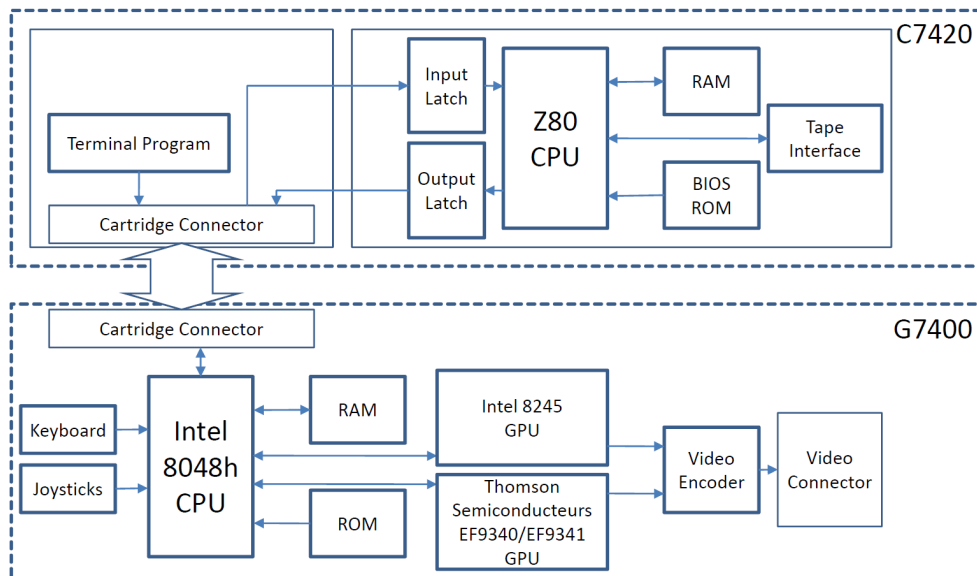 C7420
Input
Latch
Z80
CPU
RAM
Terminal Program
Tape
Interface
Output
Latch
BIOS
ROM
Cartridge Connector
Cartridge Connector
G7400
Keyboard
Joysticks
Intel
8048h
CPU
RAM
ROM
Intel 8245
GPU
Thomson
Semiconducteurs
EF9340/EF9341
GPU
Video
Encoder
Video
Connector